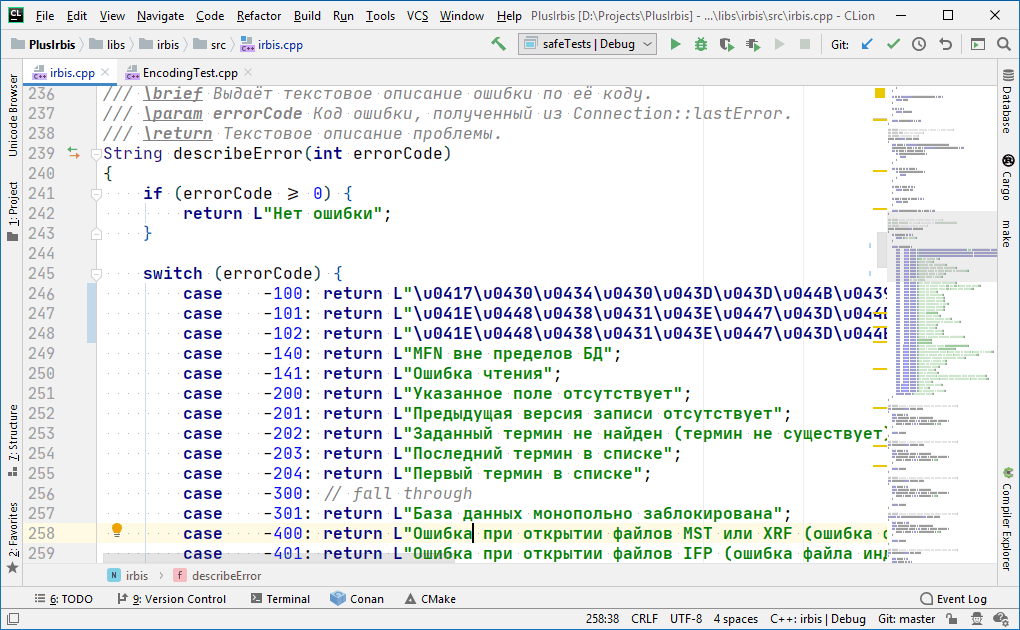 File Edit View Navigate Code Refactor Build Run Tools VCS Window Help PlusIrbis [D:\Projects\PlusIrbis] - ...\libs\irbis\src\irbis.cpp - CLion
PlusIrbis libs irbis src irbis.cpp safeTests | Debug Git:
irbis.cpp EncodingTest.cpp
236 /// \brief Выдаёт текстовое описание ошибки по её коду.
237 /// \param errorCode Код ошибки, полученный из Connection::lastError.
238 /// \return Текстовое описание проблемы.
239 String describeError(int errorCode)
240 {
241 if (errorCode ⩾ 0) {
242 return L"Нет ошибки";
243 }
244
245 switch (errorCode) {
246 case -100: return L"\u0417\u0430\u0434\u0430\u043D\u043D\u044B\u0439
247 case -101: return L"\u041E\u0448\u0438\u0431\u043E\u0447\u043D\u044B
248 case -102: return L"\u041E\u0448\u0438\u0431\u043E\u0447\u043D\u044B
249 case -140: return L"MFN вне пределов БД";
250 case -141: return L"Ошибка чтения";
251 case -200: return L"Указанное поле отсутствует";
252 case -201: return L"Предыдущая версия записи отсутствует";
253 case -202: return L"Заданный термин не найден (термин не существует)
254 case -203: return L"Последний термин в списке";
255 case -204: return L"Первый термин в списке";
256 case -300: // fall through
257 case -301: return L"База данных монопольно заблокирована";
258 case -400: return L"Ошибка при открытии файлов MST или XRF (ошибка
259 case -401: return L"Ошибка при открытии файлов IFP (ошибка файла инд
irbis describeError
6: TODO 9: Version Control Terminal Conan CMake Event Log
258:38 CRLF UTF-8 4 spaces C++: irbis | Debug Git: master
Unicode Browser
1: Project
7: Structure
2: Favorites
Database
Cargo
make
Compiler Explorer